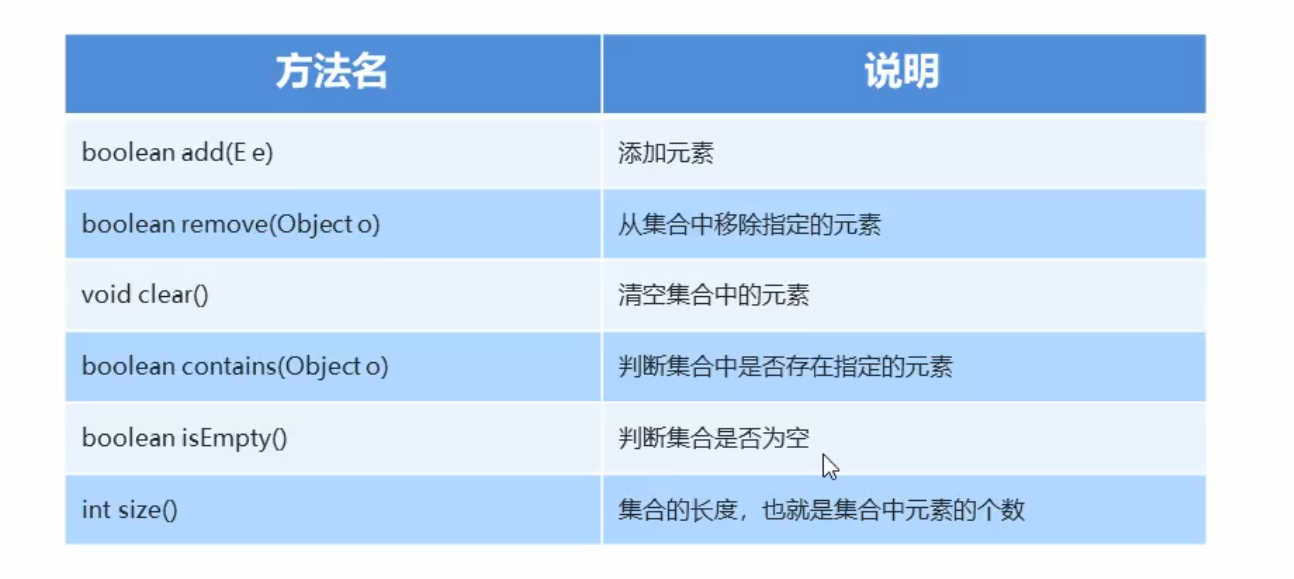 方法名 说明
boolean add(E e) 添加元素
boolean remove(Object o) 从集合中移除指定的元素
void clear() 清空集合中的元素
boolean contains(Object o) 判断集合中是否存在指定的元素
boolean isEmpty() 判断集合是否为空
int size() 集合的长度，也就是集合中元素的个数